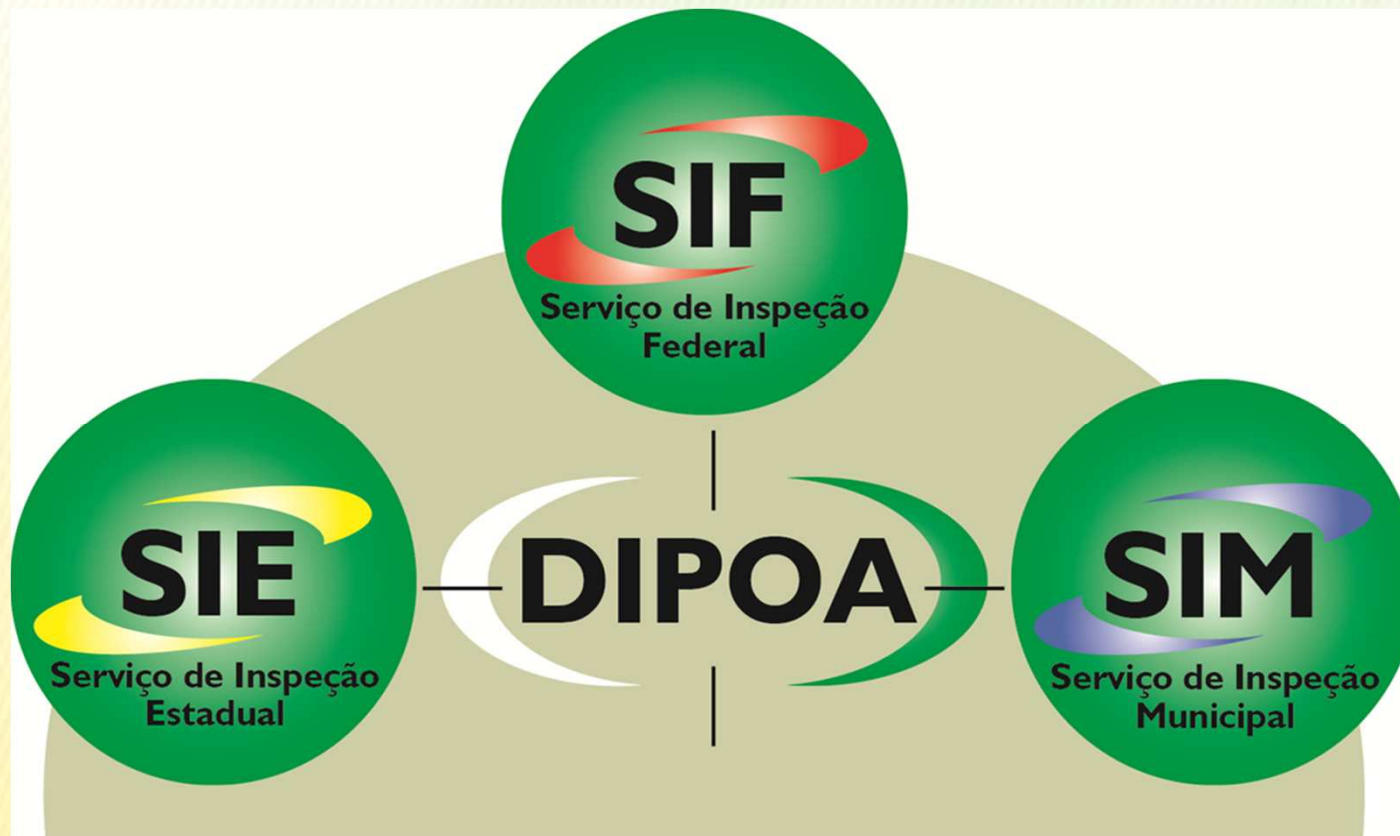 SIF
Serviço de Inspeção
Federal
SIE
Serviço de Inspeção
Estadual
DIPOA
SIM
Serviço de Inspeção
Municipal